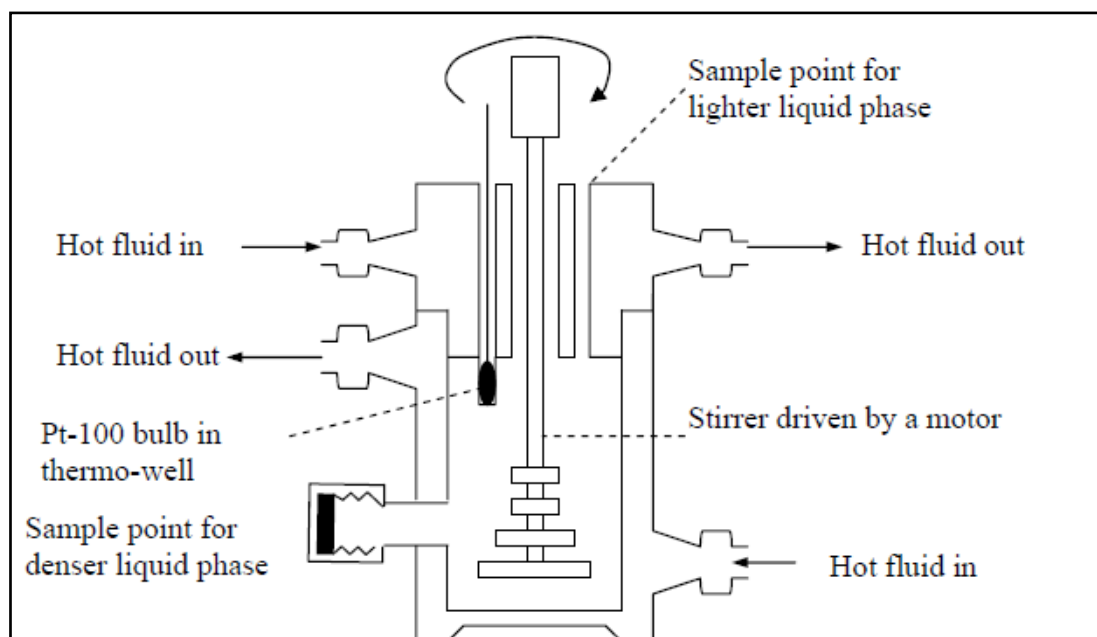 Sample point for
lighter liquid phase
Hot fluid in
Hot fluid out
Hot fluid out
Pt-100 bulb in
thermo-well
Stirrer driven by a motor
Sample point for
denser liquid phase
Hot fluid in